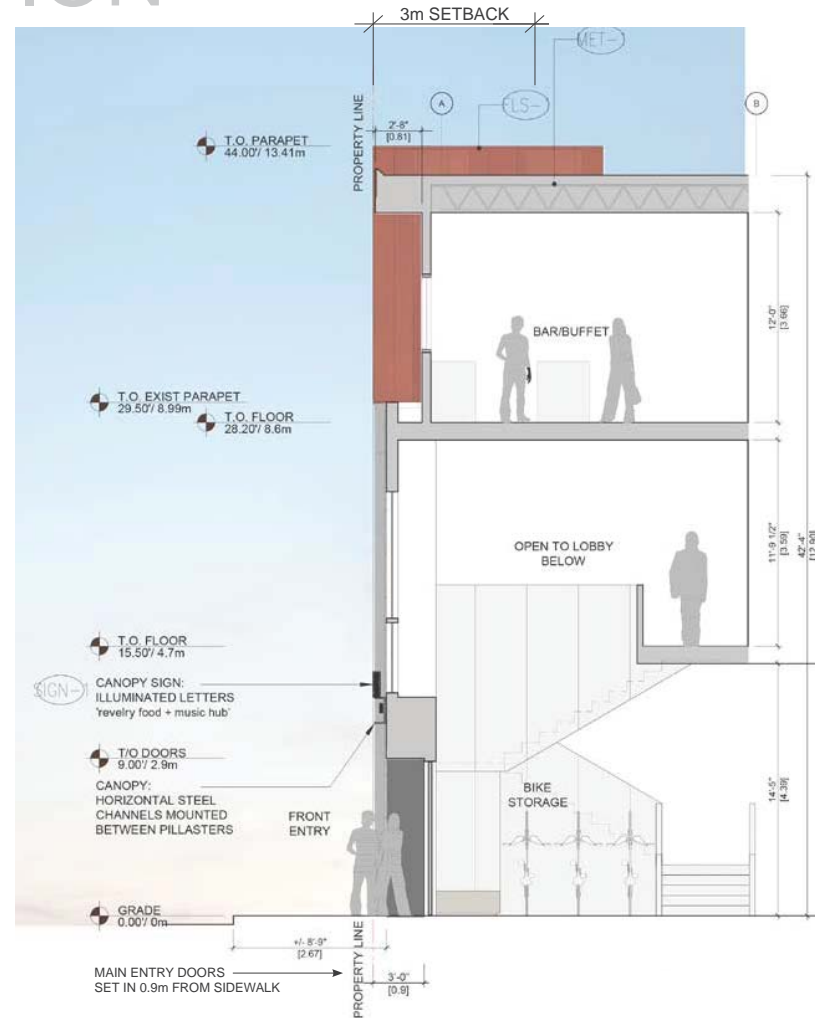 3m SETBACK
MET-
FLS-
A
B
PROPERTY LINE
2'-8"
[0.81]
T.O. PARAPET
44.00'/ 13.41m
BAR/BUFFET
12'-0"
[3.66]
T.O. EXIST PARAPET
29.50'/ 8.99m
T.O. FLOOR
28.20'/ 8.6m
OPEN TO LOBBY
BELOW
11'-9 1/2"
[3.59]
42'-4"
[12.90]
T.O. FLOOR
15.50'/ 4.7m
SIGN-1
CANOPY SIGN:
ILLUMINATED LETTERS
'revelry food + music hub'
T/O DOORS
9.00'/ 2.9m
CANOPY:
HORIZONTAL STEEL
CHANNELS MOUNTED
BETWEEN PILLASTERS
FRONT
ENTRY
BIKE
STORAGE
14'-5"
[4.39]
GRADE
0.00'/ 0m
+/- 8'-9"
[2.67]
PROPERTY LINE
MAIN ENTRY DOORS
SET IN 0.9m FROM SIDEWALK
3'-0"
[0.9]